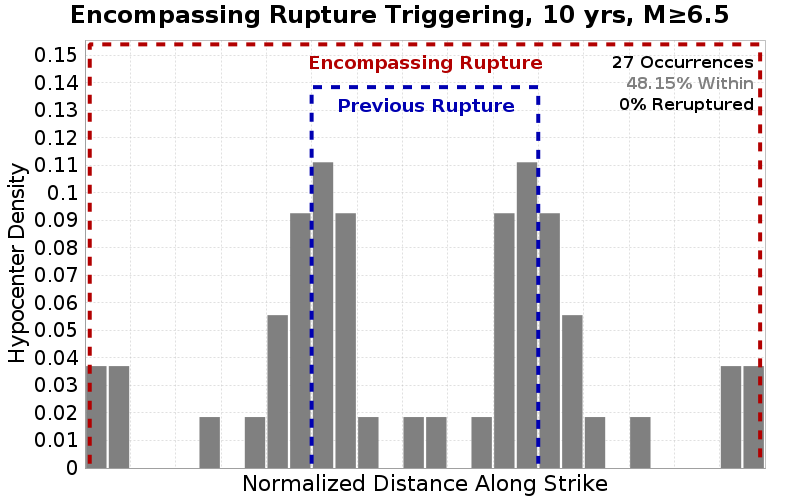 Encompassing Rupture Triggering, 10 yrs, M≥6.5
Encompassing Rupture
Previous Rupture
27 Occurrences
48.15% Within
0% Reruptured
Hypocenter Density
0.15
0.14
0.13
0.12
0.11
0.1
0.09
0.08
0.07
0.06
0.05
0.04
0.03
0.02
0.01
0
Normalized Distance Along Strike